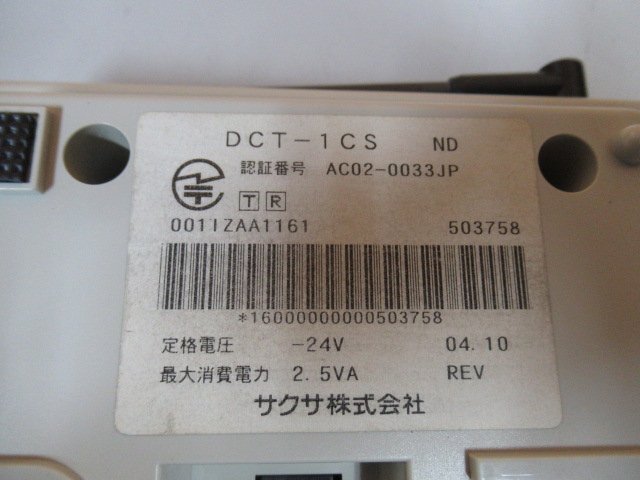 DCT-1CS ND
認証番号 AC02-0033JP
T R
001IZAA1161 503758
*16000000000503758
定格電圧 -24V 04.10
最大消費電力 2.5VA REV
サクサ株式会社